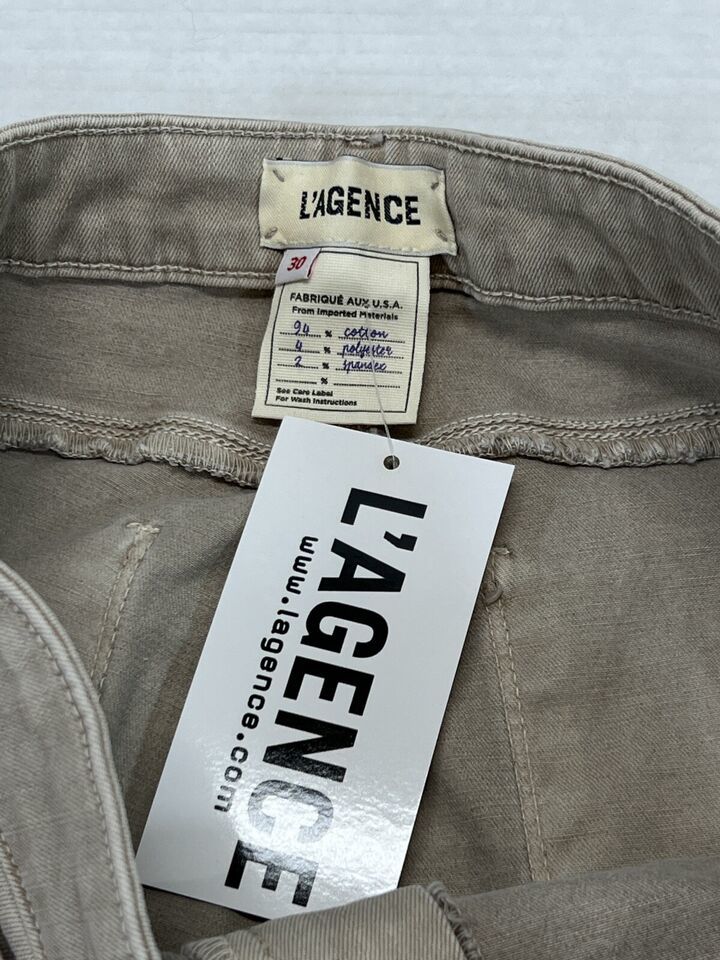 L'AGENCE
30
FABRIQUÉ AUX U.S.A.
From Imported Materials
94 % cotton
4 % polyester
2 % spandex
%
See Care Label
For Wash Instructions
L'AGENCE
www.lagence.com